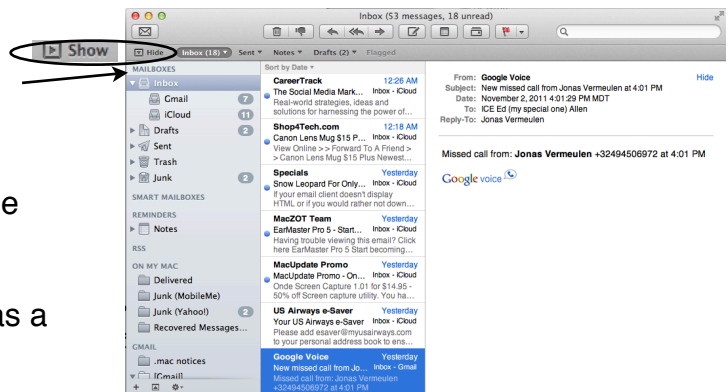 Inbox (53 messages, 18 unread)
Show
Hide Inbox (18) Sent Notes Drafts (2) Flagged
MAILBOXES
Inbox
Gmail 7
iCloud 11
Drafts 2
Sent
Trash
Junk 2
SMART MAILBOXES
REMINDERS
Notes
RSS
ON MY MAC
Delivered
Junk (MobileMe)
Junk (Yahoo!) 2
Recovered Messages...
GMAIL
.mac notices
[Gmail]
e
as a
Sort by Date
CareerTrack 12:26 AM
The Social Media Mark... Inbox - iCloud
Real-world strategies, ideas and
solutions for harnessing the power of...
Shop4Tech.com 12:18 AM
Canon Lens Mug $15 P... Inbox - iCloud
View Online > > Forward To A Friend >
> Canon Lens Mug $15 Plus Newest...
Specials Yesterday
Snow Leopard For Only... Inbox - iCloud
If your email client doesn't display
HTML or if you would rather not down...
MacZOT Team Yesterday
EarMaster Pro 5 - Start... Inbox - iCloud
Having trouble viewing this email? Click
here EarMaster Pro 5 Start becoming...
MacUpdate Promo Yesterday
MacUpdate Promo - On... Inbox - iCloud
Onde Screen Capture 1.01 for $14.95 -
50% off Screen capture utility. You ha...
US Airways e-Saver Yesterday
Your US Airways e-Saver Inbox - iCloud
Please add esaver@myusairways.com
to your personal address book to ens...
Google Voice Yesterday
New missed call from Jo... Inbox - Gmail
Missed call from: Jonas Vermeulen
+32494506972 at 4:01 PM
From: Google Voice Hide
Subject: New missed call from Jonas Vermeulen at 4:01 PM
Date: November 2, 2011 4:01:29 PM MDT
To: ICE Ed (my special one) Allen
Reply-To: Jonas Vermeulen
Missed call from: Jonas Vermeulen +32494506972 at 4:01 PM
Google voice